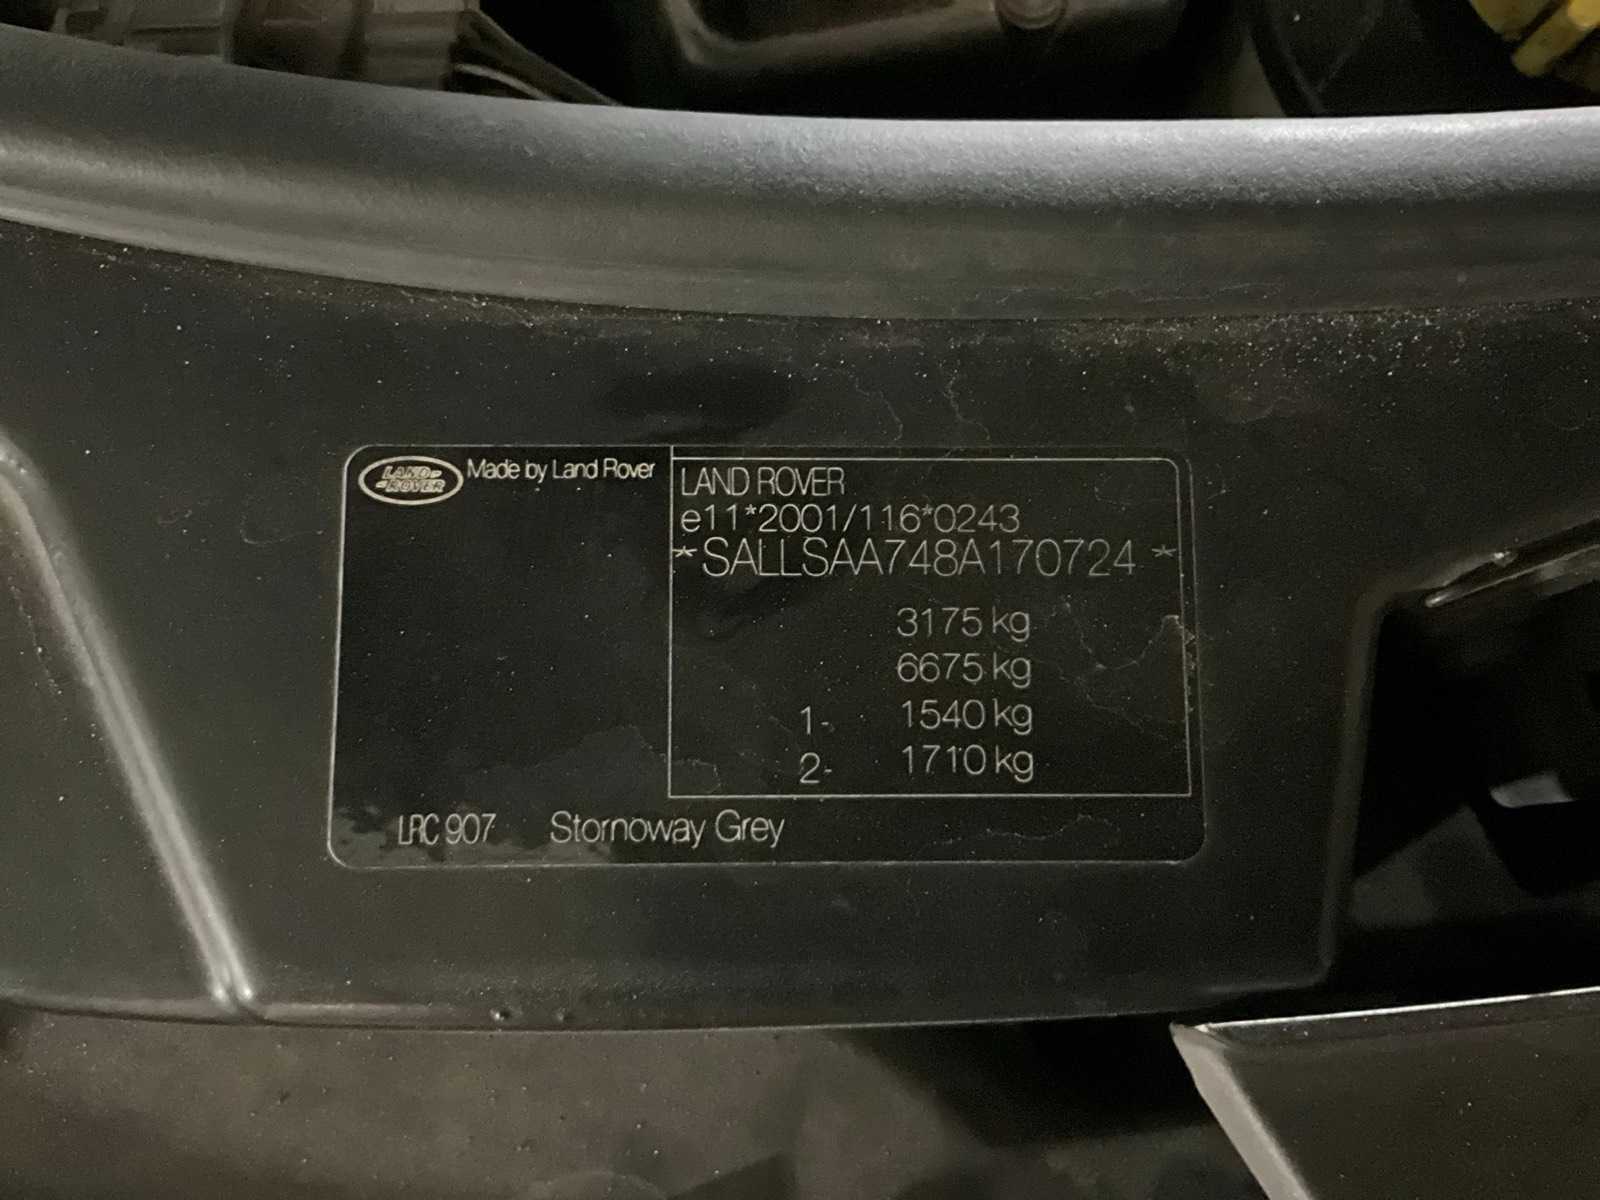 LAND-
-ROVER
Made by Land Rover
LAND ROVER
e11*2001/116*0243
*SALLSAA748A170724*
3175 kg
6675 kg
1- 1540 kg
2- 1710 kg
LRC 907 Stornoway Grey